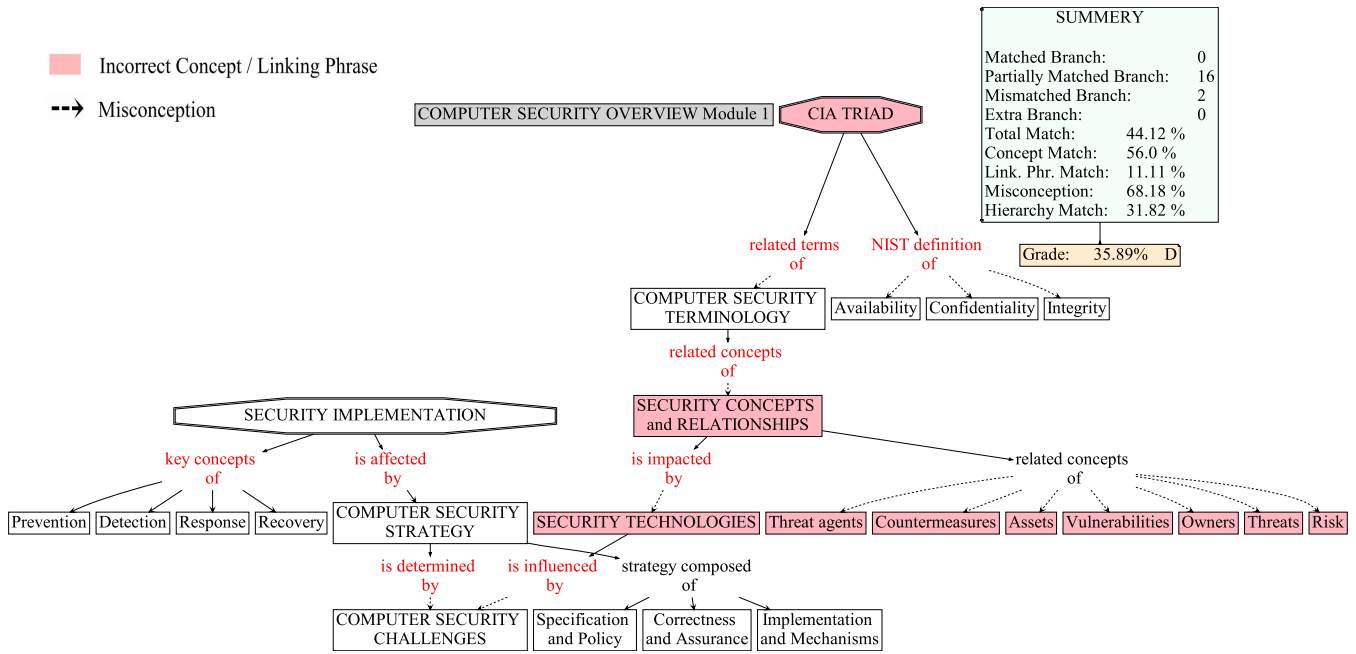 Incorrect Concept / Linking Phrase
Misconception
COMPUTER SECURITY OVERVIEW Module 1
CIA TRIAD
SUMMERY
Matched Branch: 0
Partially Matched Branch: 16
Mismatched Branch: 2
Extra Branch: 0
Total Match: 44.12 %
Concept Match: 56.0 %
Link. Phr. Match: 11.11 %
Misconception: 68.18 %
Hierarchy Match: 31.82 %
Grade: 35.89% D
related terms
of
NIST definition
of
COMPUTER SECURITY
TERMINOLOGY
Availability
Confidentiality
Integrity
related concepts
of
SECURITY IMPLEMENTATION
SECURITY CONCEPTS
and RELATIONSHIPS
key concepts
of
is affected
by
is impacted
by
related concepts
of
Prevention
Detection
Response
Recovery
COMPUTER SECURITY
STRATEGY
SECURITY TECHNOLOGIES
Threat agents
Countermeasures
Assets
Vulnerabilities
Owners
Threats
Risk
is determined
by
is influenced
by
strategy composed
of
COMPUTER SECURITY
CHALLENGES
Specification
and Policy
Correctness
and Assurance
Implementation
and Mechanisms